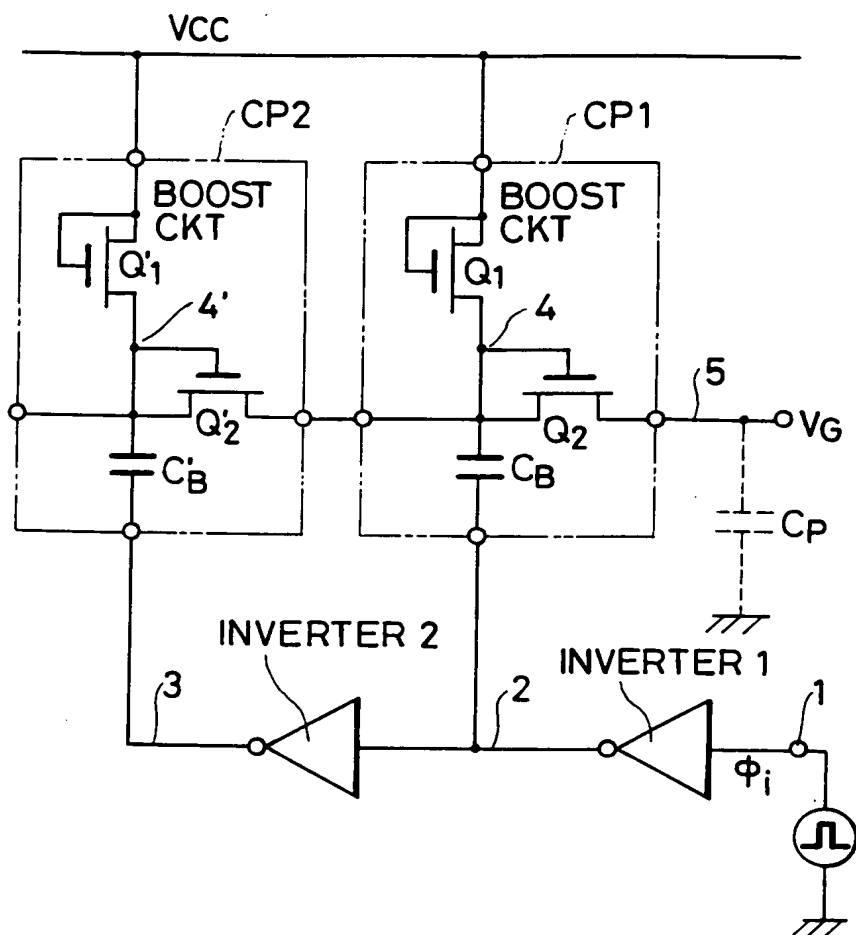 VCC
CP2
CP1
BOOST
CKT
BOOST
CKT
Q'1
Q1
4'
4
5
Q'2
Q2
VG
C'B
CB
CP
INVERTER 2
INVERTER 1
3
2
1
Φi